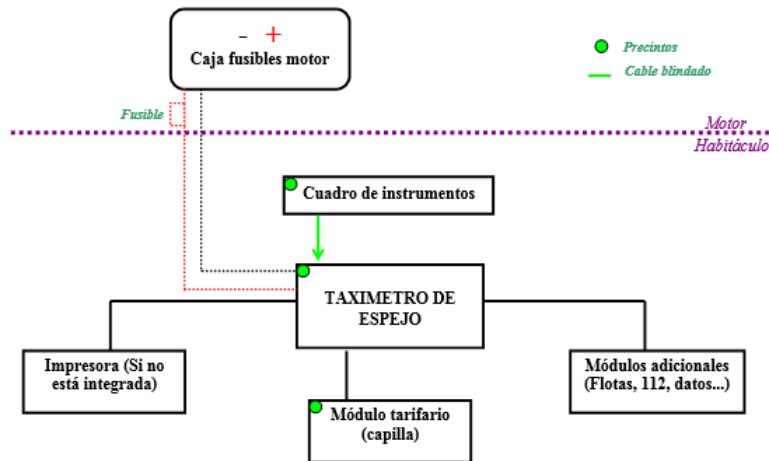 - +
Caja fusibles motor
Precintos
Cable blindado
Fusible
Motor
Habitáculo
Cuadro de instrumentos
TAXIMETRO DE
ESPEJO
Impresora (Si no
está integrada)
Módulos adicionales
(Flotas, 112, datos...)
Módulo tarifario
(capilla)